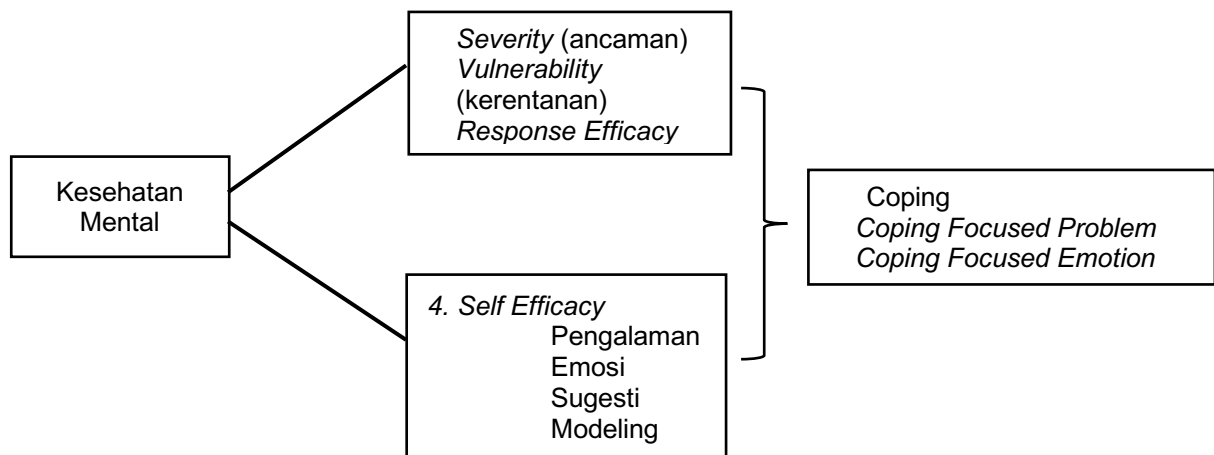 Kesehatan
Mental
Severity (ancaman)
Vulnerability
(kerentanan)
Response Efficacy
4. Self Efficacy
Pengalaman
Emosi
Sugesti
Modeling
Coping
Coping Focused Problem
Coping Focused Emotion